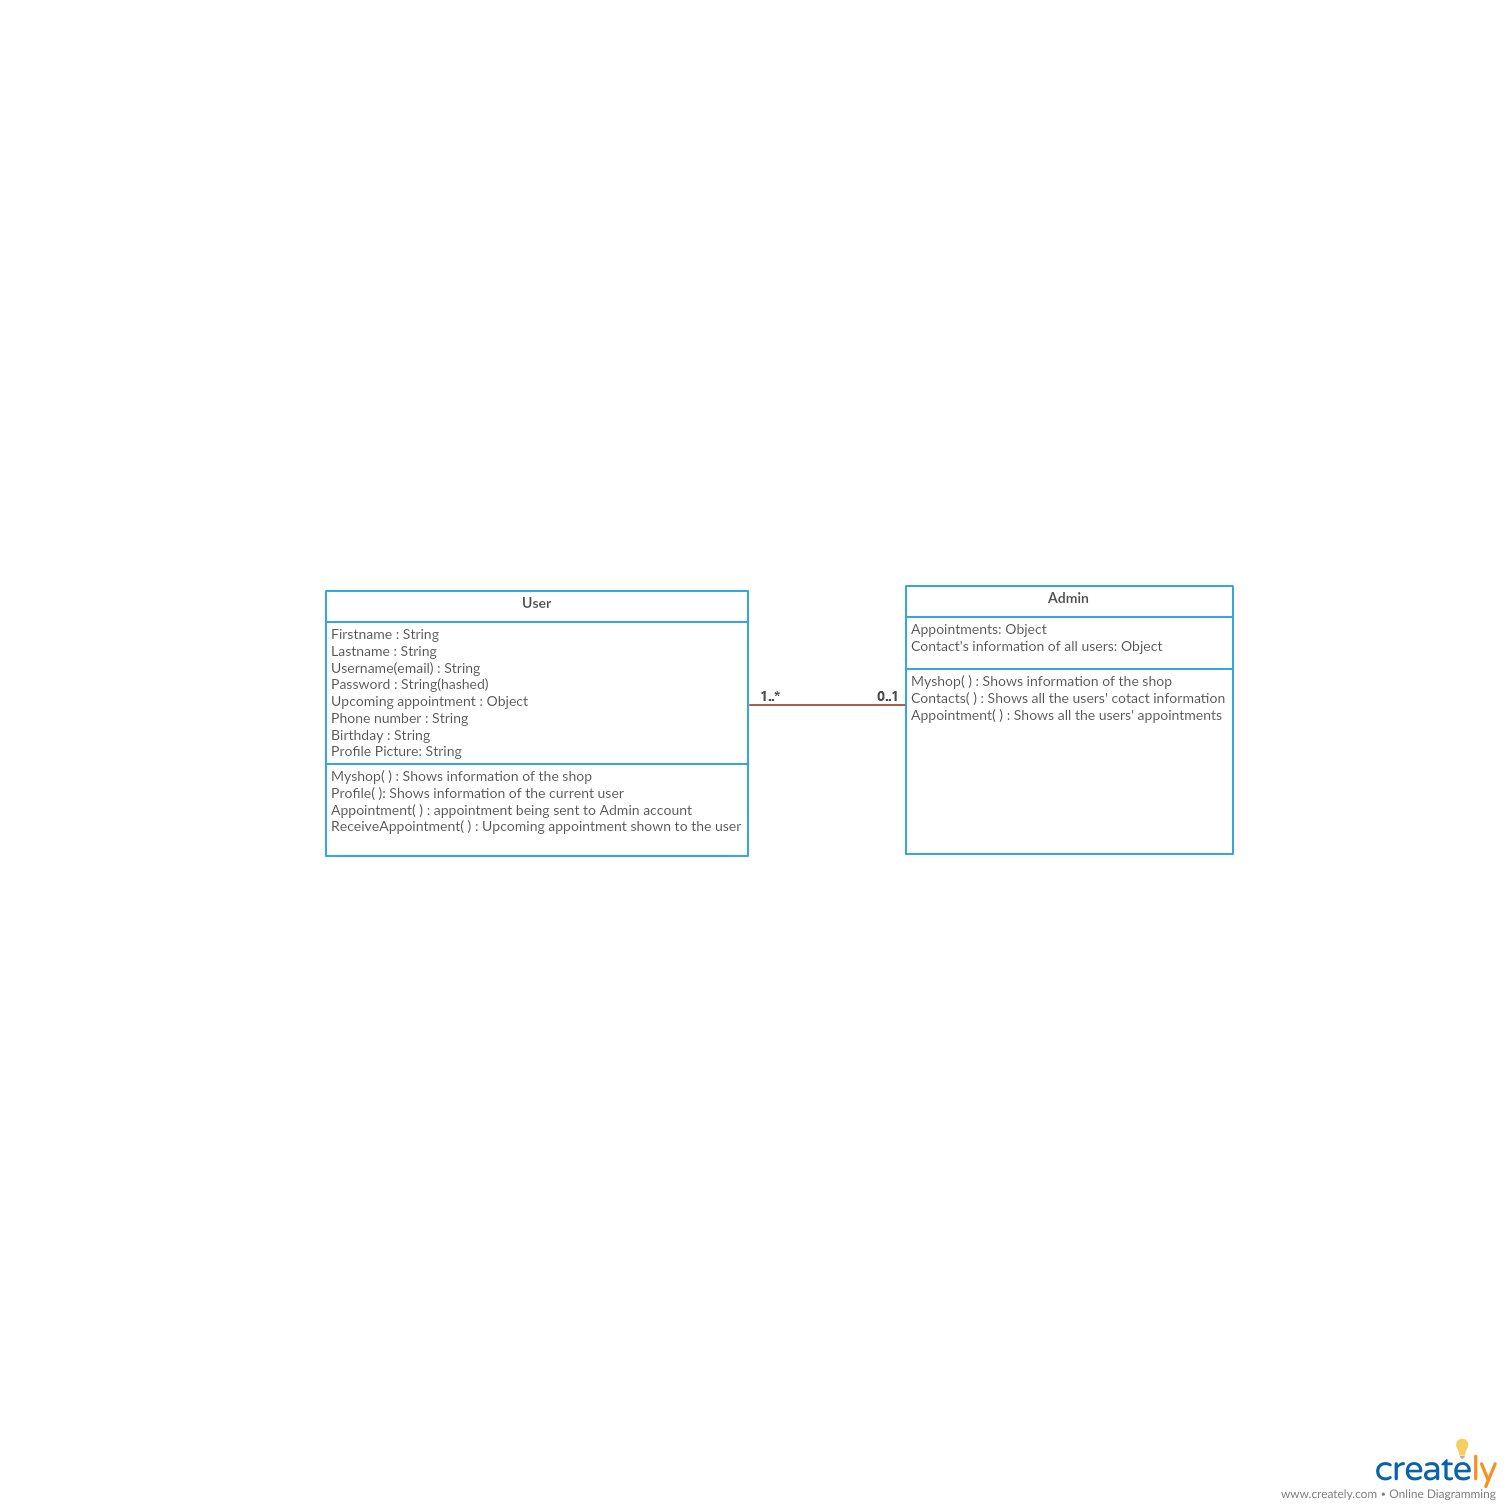 User
Firstname : String
Lastname : String
Username(email) : String
Password : String(hashed)
Upcoming appointment : Object
Phone number : String
Birthday : String
Profile Picture: String
Myshop( ) : Shows information of the shop
Profile( ): Shows information of the current user
Appointment( ) : appointment being sent to Admin account
ReceiveAppointment( ) : Upcoming appointment shown to the user
1..*
0..1
Admin
Appointments: Object
Contact's information of all users: Object
Myshop( ) : Shows information of the shop
Contacts( ) : Shows all the users' cotact information
Appointment( ) : Shows all the users' appointments
creately
www.creately.com • Online Diagramming